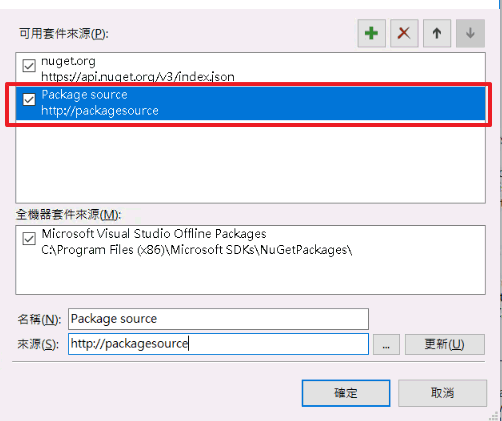 可用套件來源(P):
nuget.org
https://api.nuget.org/v3/index.json
Package source
http://packagesource
全機器套件來源(M):
Microsoft Visual Studio Offline Packages
C:\Program Files (x86)\Microsoft SDKs\NuGetPackages\
名稱(N): Package source
來源(S): http://packagesource ... 更新(U)
確定 取消